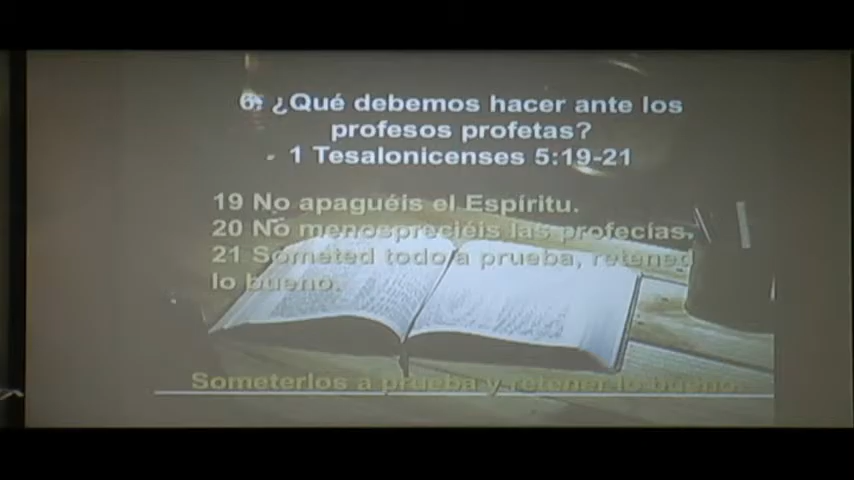 6. ¿Qué debemos hacer ante los
profesos profetas?
- 1 Tesalonicenses 5:19-21
19 No apaguéis el Espíritu.
20 No menospreciéis las profecías,
21 Someted todo a prueba, retened
lo bueno.
Someterlos a prueba y retener lo bueno.